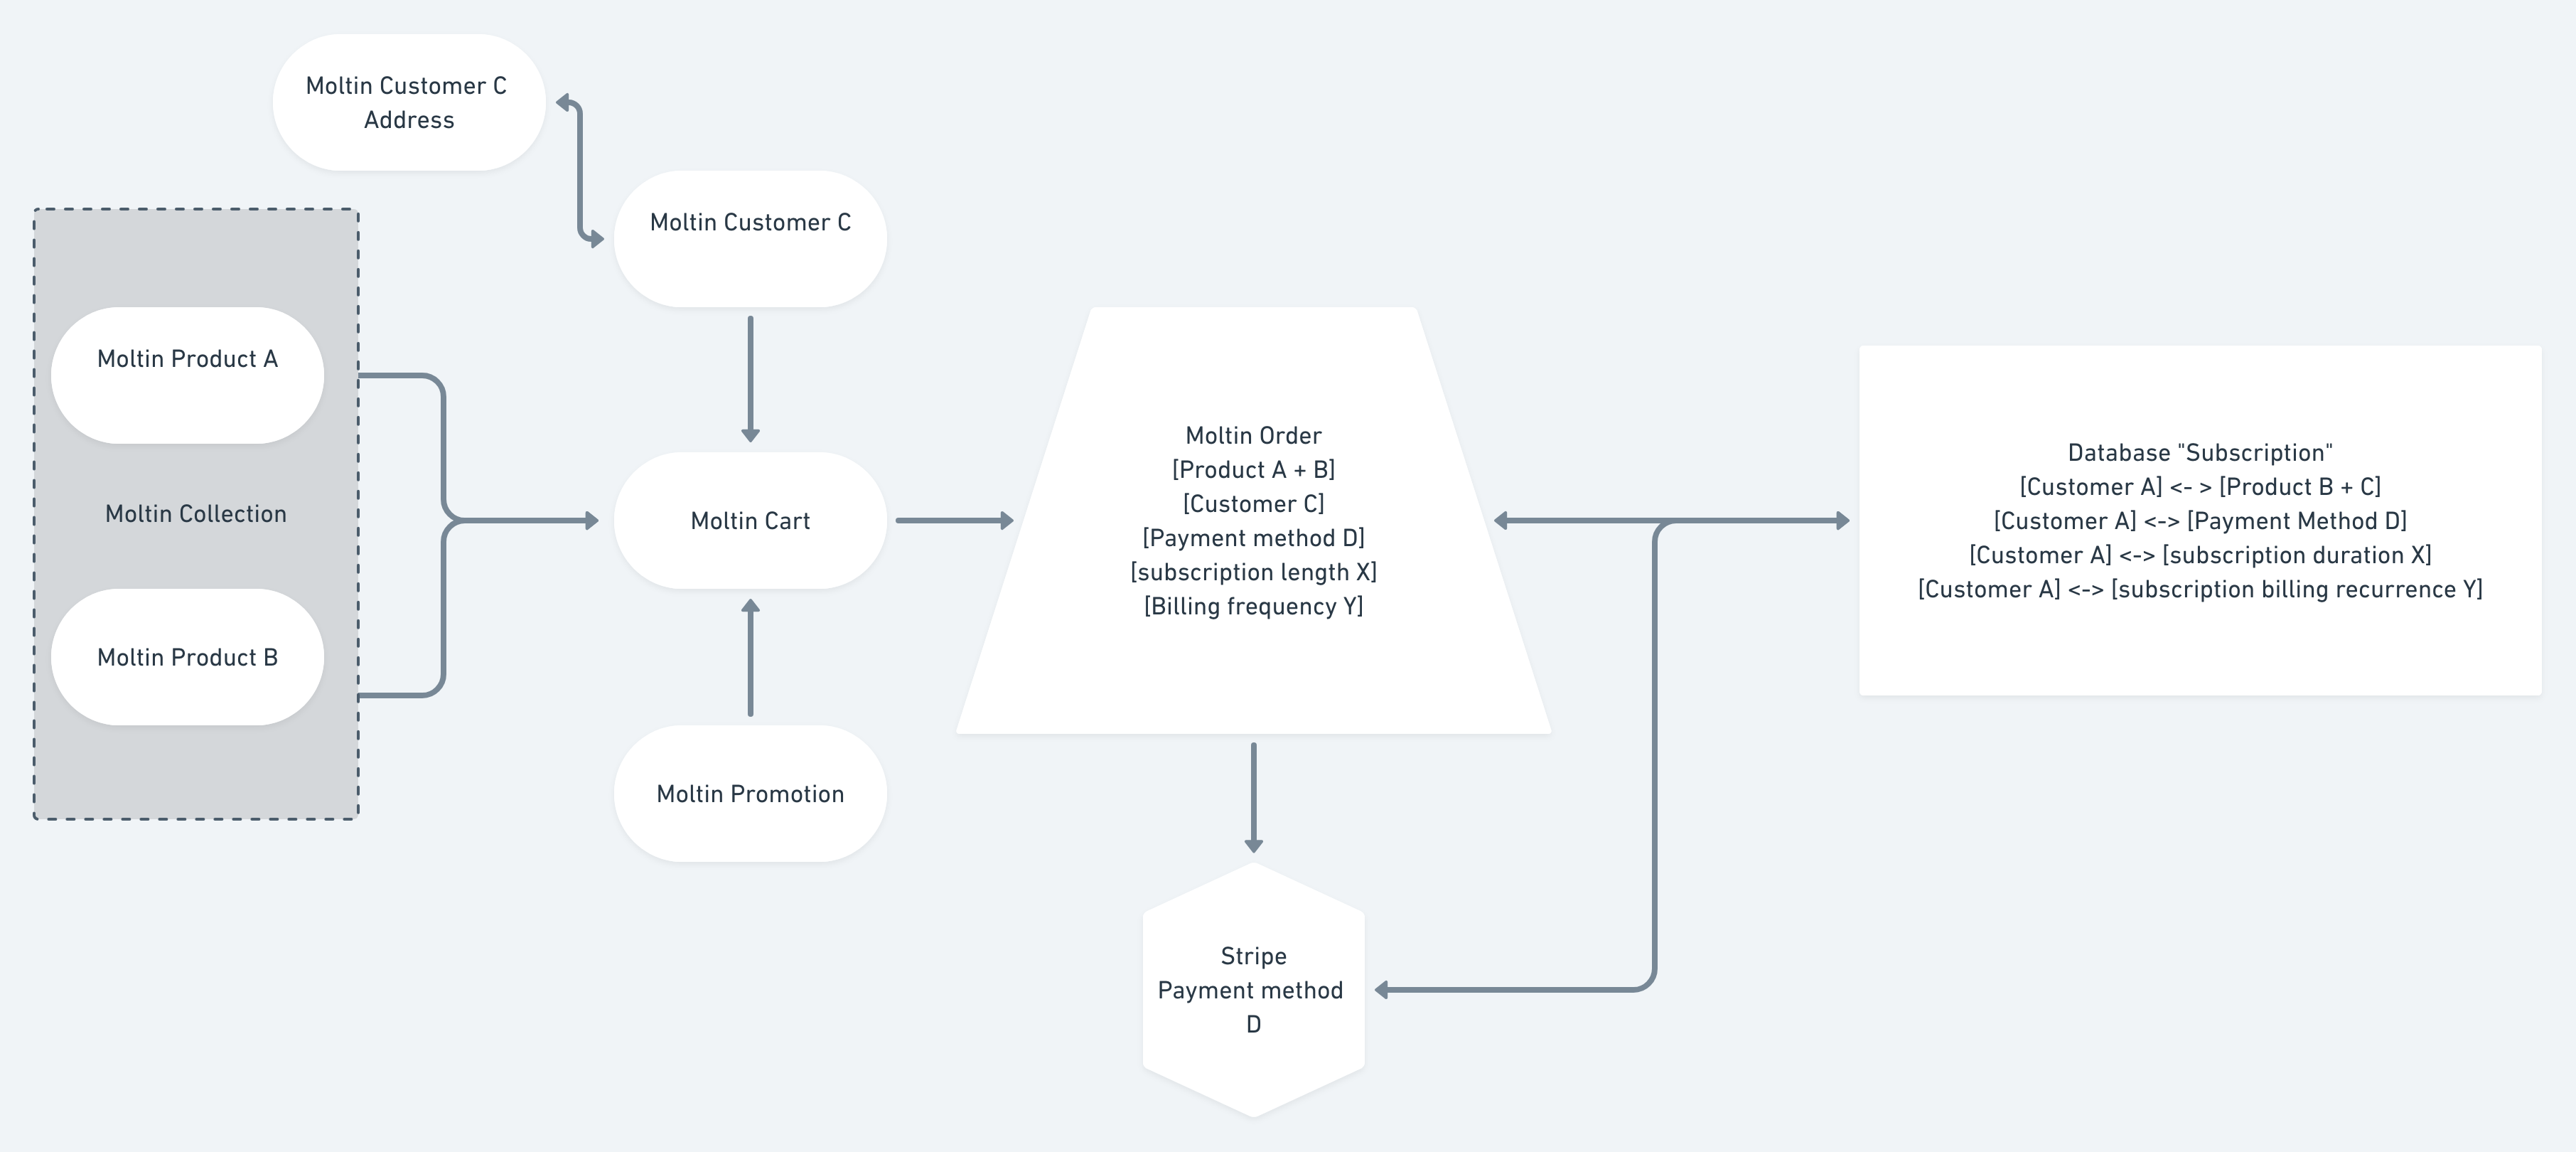 Moltin Customer C
Address
Moltin Customer C
Moltin Product A
Moltin Collection
Moltin Product B
Moltin Cart
Moltin Promotion
Moltin Order
[Product A + B]
[Customer C]
[Payment method D]
[subscription length X]
[Billing frequency Y]
Stripe
Payment method
D
Database "Subscription"
[Customer A] <- > [Product B + C]
[Customer A] <-> [Payment Method D]
[Customer A] <-> [subscription duration X]
[Customer A] <-> [subscription billing recurrence Y]